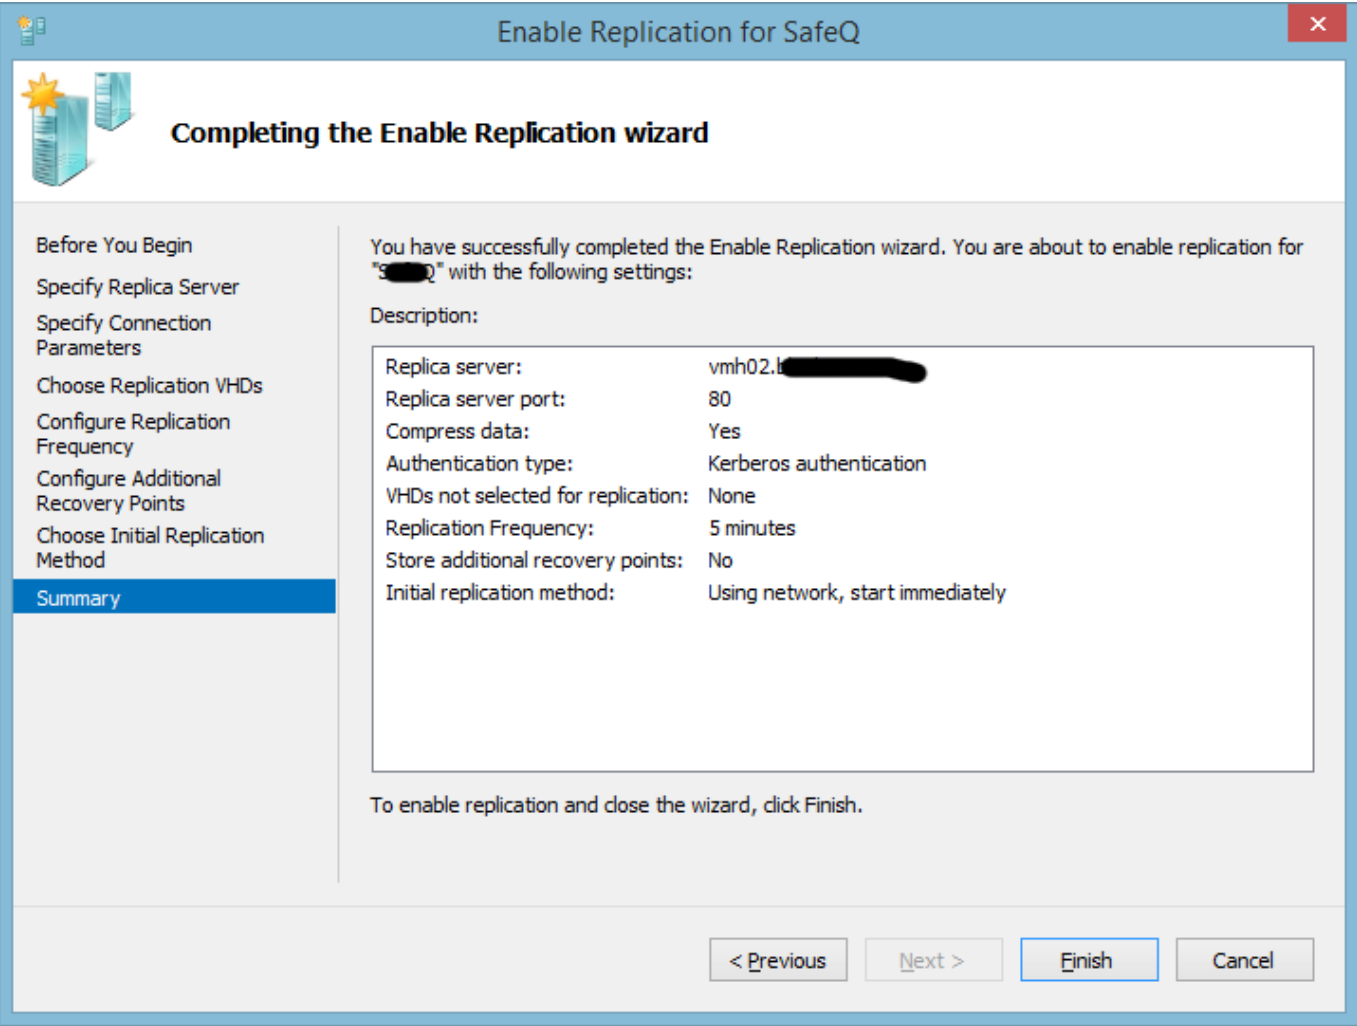 Enable Replication for SafeQ
Completing the Enable Replication wizard
Before You Begin
Specify Replica Server
Specify Connection
Parameters
Choose Replication VHDs
Configure Replication
Frequency
Configure Additional
Recovery Points
Choose Initial Replication
Method
Summary
You have successfully completed the Enable Replication wizard. You are about to enable replication for
" " with the following settings:
Description:
Replica server: vmh02.
Replica server port: 80
Compress data: Yes
Authentication type: Kerberos authentication
VHDs not selected for replication: None
Replication Frequency: 5 minutes
Store additional recovery points: No
Initial replication method: Using network, start immediately
To enable replication and close the wizard, click Finish.
< Previous
Next >
Finish
Cancel